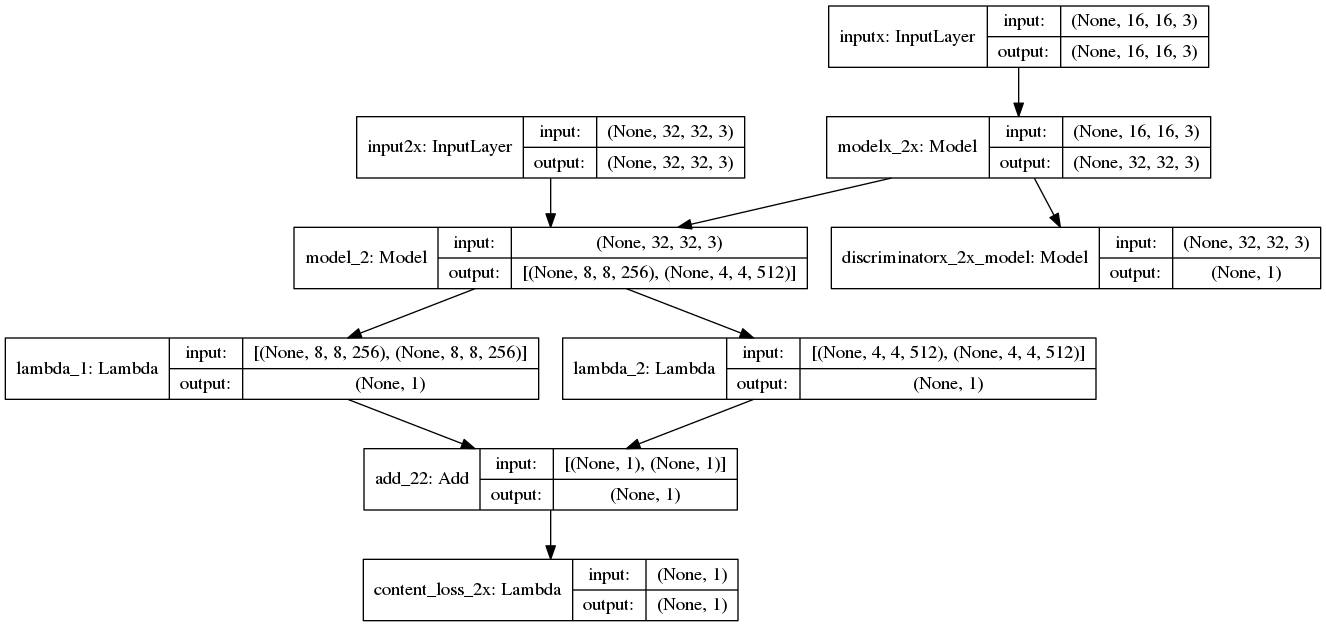 inputx: InputLayer
input: (None, 16, 16, 3)
output: (None, 16, 16, 3)
input2x: InputLayer
input: (None, 32, 32, 3)
output: (None, 32, 32, 3)
modelx_2x: Model
input: (None, 16, 16, 3)
output: (None, 32, 32, 3)
model_2: Model
input: (None, 32, 32, 3)
output: [(None, 8, 8, 256), (None, 4, 4, 512)]
discriminatorx_2x_model: Model
input: (None, 32, 32, 3)
output: (None, 1)
lambda_1: Lambda
input: [(None, 8, 8, 256), (None, 8, 8, 256)]
output: (None, 1)
lambda_2: Lambda
input: [(None, 4, 4, 512), (None, 4, 4, 512)]
output: (None, 1)
add_22: Add
input: [(None, 1), (None, 1)]
output: (None, 1)
content_loss_2x: Lambda
input: (None, 1)
output: (None, 1)